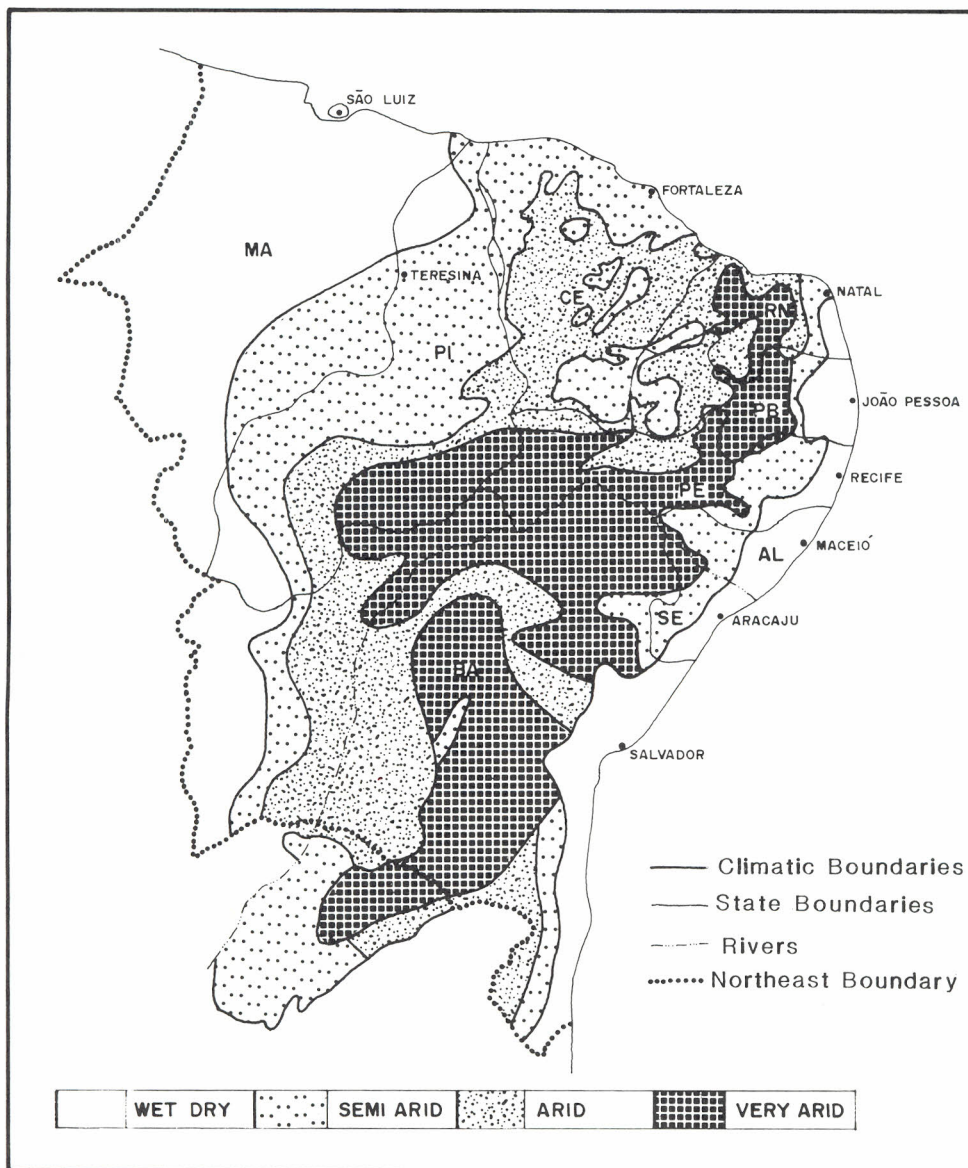 SÃO LUIZ
FORTALEZA
MA
TERESINA
CE
NATAL
RN
PI
JOÃO PESSOA
PB
RECIFE
PE
AL
MACEIÓ
SE
ARACAJU
BA
SALVADOR
Climatic Boundaries
State Boundaries
Rivers
Northeast Boundary
WET DRY SEMI ARID ARID VERY ARID